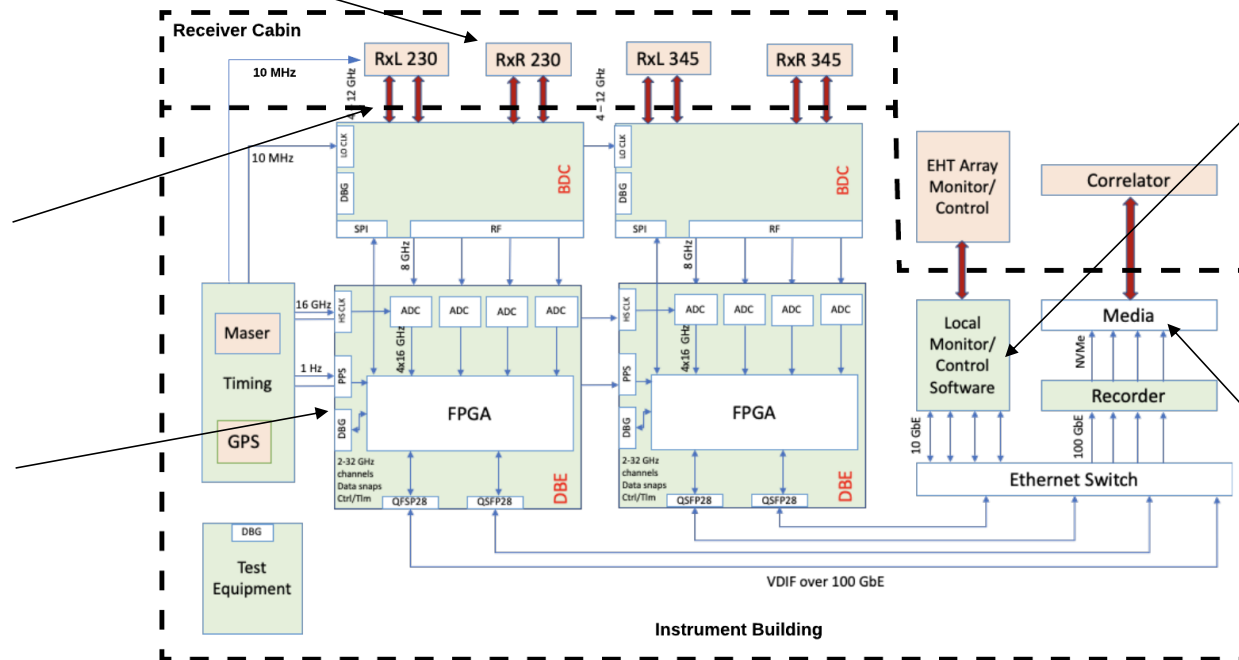 Receiver Cabin
RxL 230
RxR 230
RxL 345
RxR 345
10 MHz
4 – 12 GHz
4 – 12 GHz
10 MHz
LO CLK
DBG
BDC
SPI
RF
LO CLK
DBG
BDC
SPI
RF
EHT Array
Monitor/
Control
Correlator
8 GHz
8 GHz
Maser
Timing
GPS
16 GHz
1 Hz
HS CLK
ADC
ADC
ADC
ADC
4x16 GHz
PPS
FPGA
DBG
2-32 GHz
channels
Data snaps
Ctrl/Tlm
DBE
QFSP28
QSFP28
HS CLK
ADC
ADC
ADC
ADC
4x16 GHz
PPS
FPGA
DBG
2-32 GHz
channels
Data snaps
Ctrl/Tlm
DBE
QSFP28
QSFP28
Local
Monitor/
Control
Software
Media
NVMe
Recorder
10 GbE
100 GbE
Ethernet Switch
DBG
Test
Equipment
VDIF over 100 GbE
Instrument Building